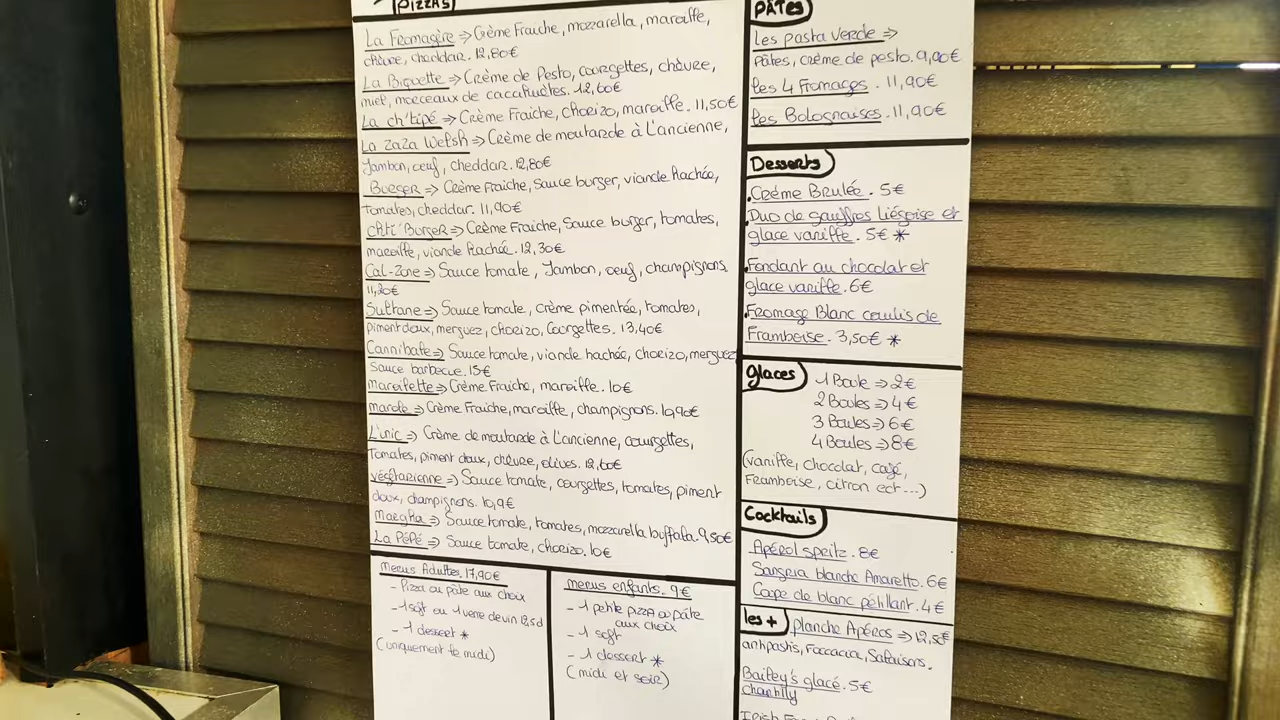 PIZZAS
La Fromagère => Crème Fraiche, mozzarella, maroille,
chèvre, cheddar. 12,80€
La Biquette => Crème de Pesto, courgettes, chèvre,
miel, morceaux de cacahuètes. 12,60€
La ch'tipé => Crème Fraiche, chorizo, maroille. 11,50€
La zaza Welsh => Crème de moutarde à L'ancienne,
Jambon, oeuf, cheddar. 12,80€
Burger => Crème Fraiche, Sauce burger, viande hachée,
tomates, cheddar. 11,90€
Ch'ti Burger => Crème Fraiche, Sauce burger, tomates,
maroille, viande hachée. 12,30€
Cal-Zone => Sauce tomate, Jambon, oeuf, champignons.
11,20€
Sultane => Sauce tomate, crème pimentée, tomates,
piment doux, merguez, chorizo, Courgettes. 13,40€
Cannibale => Sauce tomate, viande hachée, chorizo, merguez
Sauce barbecue. 15€
Maroilette => Crème Fraiche, maroille. 10€
marole => Crème Fraiche, maroille, champignons. 10,90€
L'unic => Crème de moutarde à L'ancienne, courgettes,
Tomates, piment doux, chèvre, olives. 12,60€
végétarienne => Sauce tomate, courgettes, tomates, piment
doux, champignons. 10,9€
Margha => Sauce tomate, tomates, mozzarella buffala. 9,50€
La Pépé => Sauce tomate, chorizo. 10€
Menus Adultes. 17,90€
- Pizza ou pâte aux choix
- 1 soft ou 1 verre de vin 12,5cl
- 1 dessert *
(uniquement le midi)
menus enfants. 9€
- 1 petite pizza ou pâte
aux choix
- 1 soft
- 1 dessert *
(midi et soir)
PÂTES
Les pasta verde =>
Pâtes, crème de pesto. 9,90€
Les 4 Fromages. 11,90€
Les Bolognaises. 11,90€
Desserts
.Crème Brulée. 5€
.Duo de gauffres Liégoise et
glace vanille. 5€ *
.Fondant au chocolat et
glace vanille. 6€
.Fromage Blanc coulis de
Framboise. 3,50€ *
Glaces
1 Boule => 2€
2 Boules => 4€
3 Boules => 6€
4 Boules => 8€
(vanille, chocolat, café,
Framboise, citron ect...)
Cocktails
Apérol spritz. 8€
Sangria blanche Amaretto. 6€
Coupe de blanc pétillant. 4€
les +
planche Apéros => 12,50€
antipastis, Foccacia, Salaisons.
Bailey's glacé. 5€
chantilly
Irish